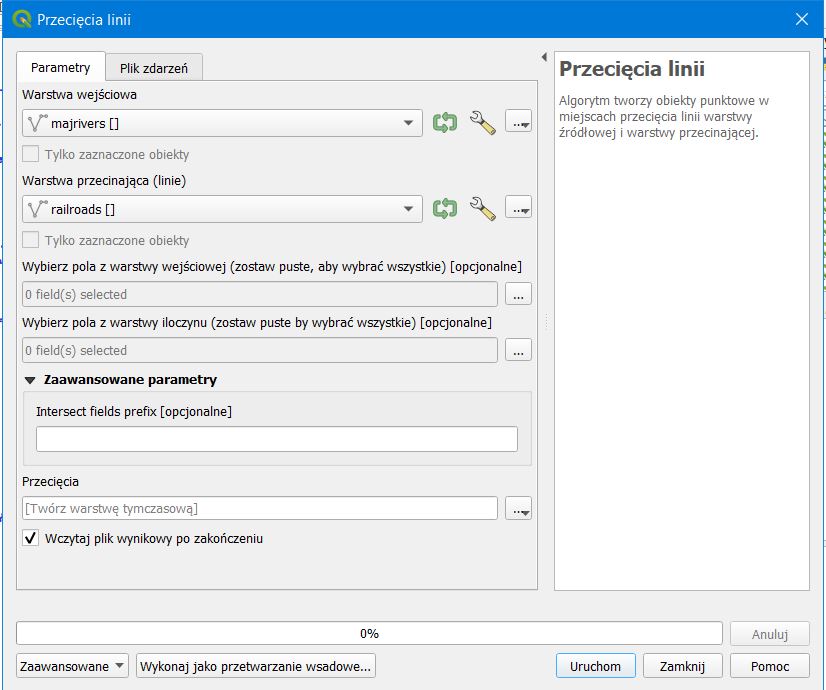 Przecięcia linii
Parametry
Plik zdarzeń
Warstwa wejściowa
majrivers []
...
Tylko zaznaczone obiekty
Warstwa przecinająca (linie)
railroads []
...
Tylko zaznaczone obiekty
Wybierz pola z warstwy wejściowej (zostaw puste, aby wybrać wszystkie) [opcjonalne]
0 field(s) selected
...
Wybierz pola z warstwy iloczynu (zostaw puste by wybrać wszystkie) [opcjonalne]
0 field(s) selected
...
Zaawansowane parametry
Intersect fields prefix [opcjonalne]
Przecięcia
[Twórz warstwę tymczasową]
...
Wczytaj plik wynikowy po zakończeniu
Przecięcia linii
Algorytm tworzy obiekty punktowe w
miejscach przecięcia linii warstwy
źródłowej i warstwy przecinającej.
0%
Anuluj
Zaawansowane
Wykonaj jako przetwarzanie wsadowe...
Uruchom
Zamknij
Pomoc